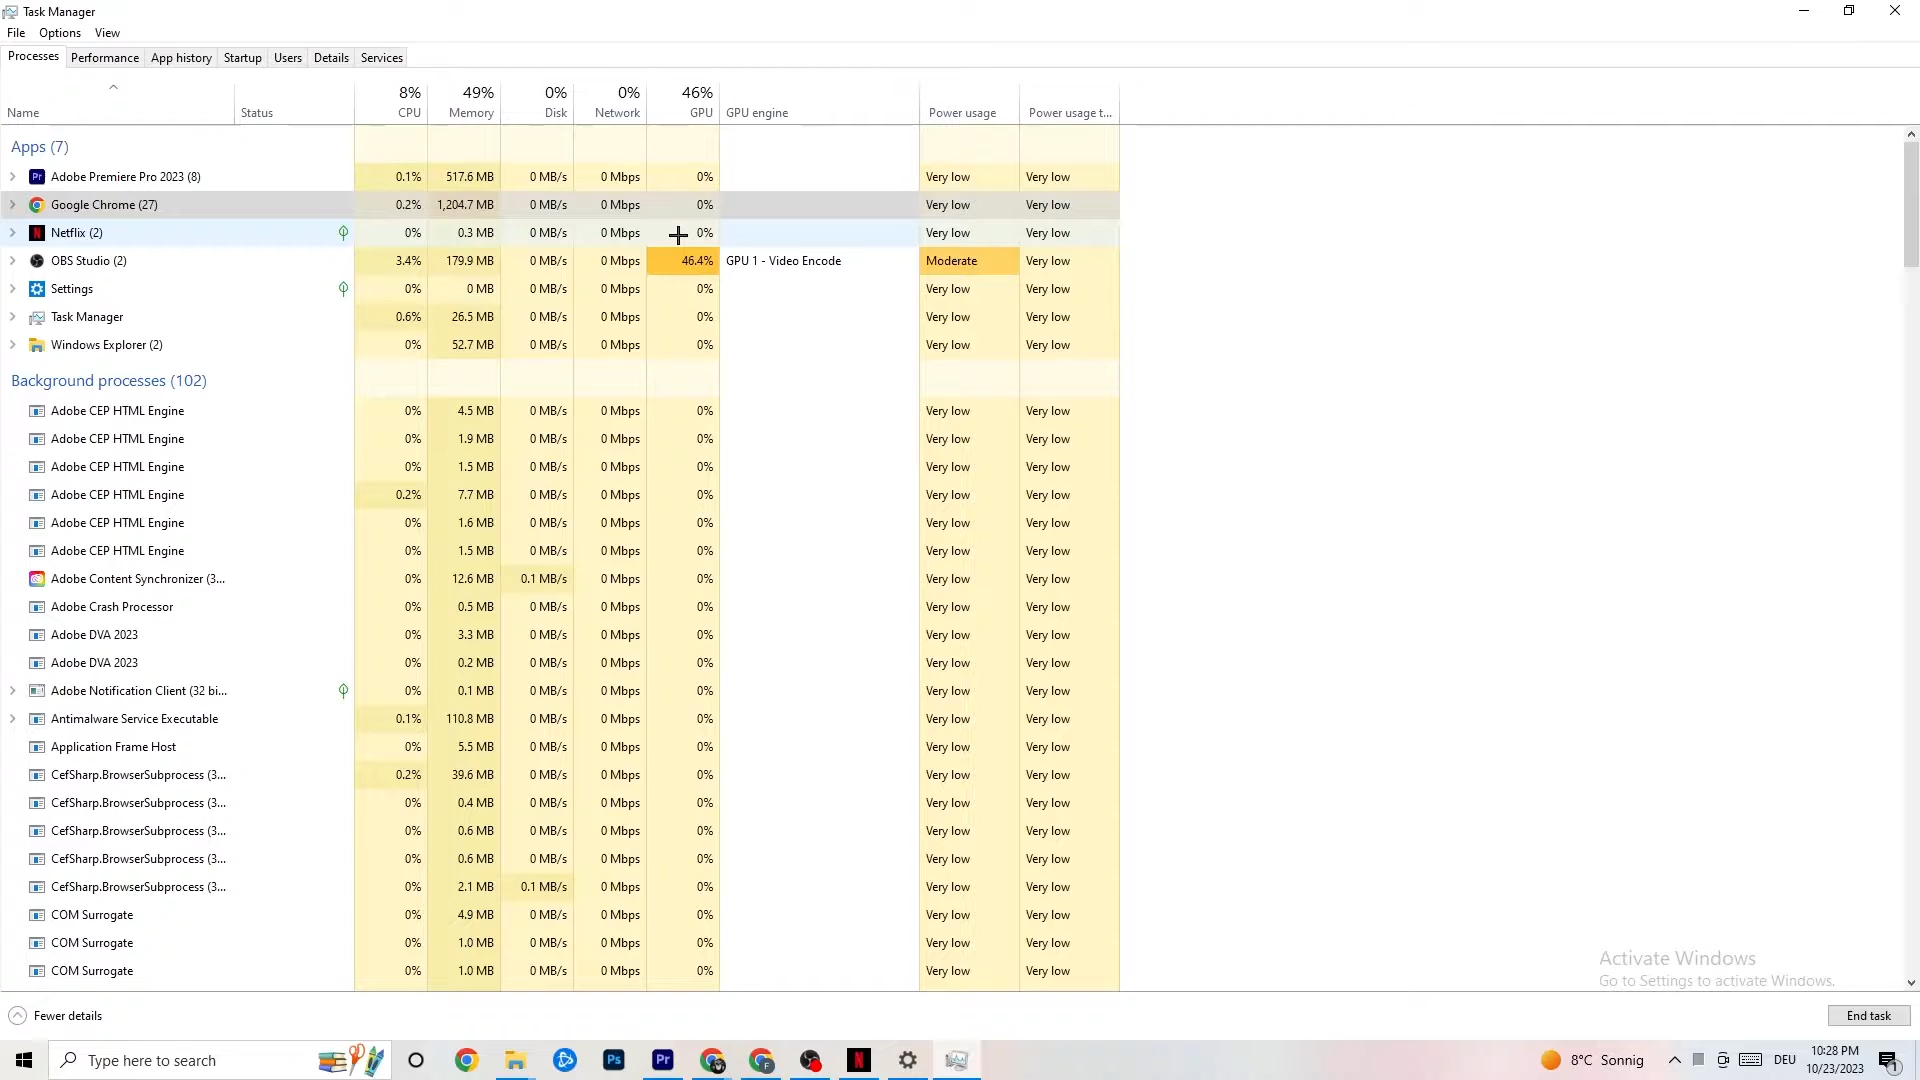 Task Manager
File Options View
Processes Performance App history Startup Users Details Services
8% 49% 0% 0% 46%
Name Status CPU Memory Disk Network GPU GPU engine Power usage Power usage t...
Apps (7)
Pr Adobe Premiere Pro 2023 (8) 0.1% 517.6 MB 0 MB/s 0 Mbps 0% Very low Very low
Google Chrome (27) 0.2% 1,204.7 MB 0 MB/s 0 Mbps 0% Very low Very low
N Netflix (2) 0% 0.3 MB 0 MB/s 0 Mbps 0% Very low Very low
OBS Studio (2) 3.4% 179.9 MB 0 MB/s 0 Mbps 46.4% GPU 1 - Video Encode Moderate Very low
Settings 0% 0 MB 0 MB/s 0 Mbps 0% Very low Very low
Task Manager 0.6% 26.5 MB 0 MB/s 0 Mbps 0% Very low Very low
Windows Explorer (2) 0% 52.7 MB 0 MB/s 0 Mbps 0% Very low Very low
Background processes (102)
Adobe CEP HTML Engine 0% 4.5 MB 0 MB/s 0 Mbps 0% Very low Very low
Adobe CEP HTML Engine 0% 1.9 MB 0 MB/s 0 Mbps 0% Very low Very low
Adobe CEP HTML Engine 0% 1.5 MB 0 MB/s 0 Mbps 0% Very low Very low
Adobe CEP HTML Engine 0.2% 7.7 MB 0 MB/s 0 Mbps 0% Very low Very low
Adobe CEP HTML Engine 0% 1.6 MB 0 MB/s 0 Mbps 0% Very low Very low
Adobe CEP HTML Engine 0% 1.5 MB 0 MB/s 0 Mbps 0% Very low Very low
Adobe Content Synchronizer (3... 0% 12.6 MB 0.1 MB/s 0 Mbps 0% Very low Very low
Adobe Crash Processor 0% 0.5 MB 0 MB/s 0 Mbps 0% Very low Very low
Adobe DVA 2023 0% 3.3 MB 0 MB/s 0 Mbps 0% Very low Very low
Adobe DVA 2023 0% 0.2 MB 0 MB/s 0 Mbps 0% Very low Very low
Adobe Notification Client (32 bi... 0% 0.1 MB 0 MB/s 0 Mbps 0% Very low Very low
Antimalware Service Executable 0.1% 110.8 MB 0 MB/s 0 Mbps 0% Very low Very low
Application Frame Host 0% 5.5 MB 0 MB/s 0 Mbps 0% Very low Very low
CefSharp.BrowserSubprocess (3... 0.2% 39.6 MB 0 MB/s 0 Mbps 0% Very low Very low
CefSharp.BrowserSubprocess (3... 0% 0.4 MB 0 MB/s 0 Mbps 0% Very low Very low
CefSharp.BrowserSubprocess (3... 0% 0.6 MB 0 MB/s 0 Mbps 0% Very low Very low
CefSharp.BrowserSubprocess (3... 0% 0.6 MB 0 MB/s 0 Mbps 0% Very low Very low
CefSharp.BrowserSubprocess (3... 0% 2.1 MB 0.1 MB/s 0 Mbps 0% Very low Very low
COM Surrogate 0% 4.9 MB 0 MB/s 0 Mbps 0% Very low Very low
COM Surrogate 0% 1.0 MB 0 MB/s 0 Mbps 0% Very low Very low
COM Surrogate 0% 1.0 MB 0 MB/s 0 Mbps 0% Very low Very low
Activate Windows
Go to Settings to activate Windows.
Fewer details End task
Type here to search Ps Pr F N 8°C Sonnig DEU 10:28 PM
10/23/2023 1